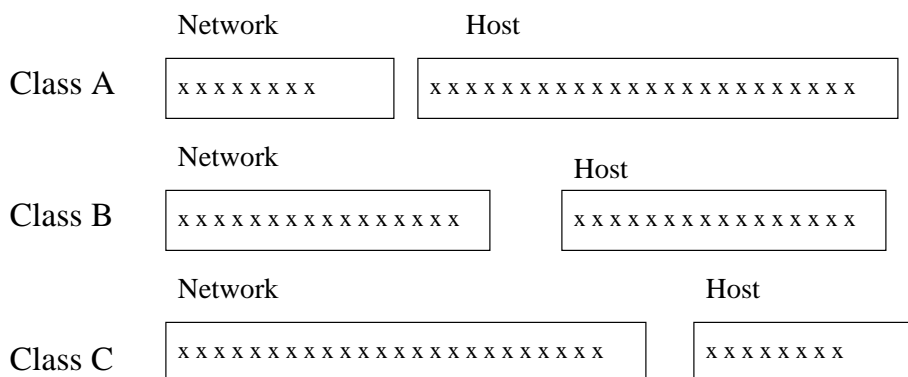 Network Host
Class A x x x x x x x x x x x x x x x x x x x x x x x x x x x x x x x x
Network Host
Class B x x x x x x x x x x x x x x x x x x x x x x x x x x x x x x x x
Network Host
Class C x x x x x x x x x x x x x x x x x x x x x x x x x x x x x x x x